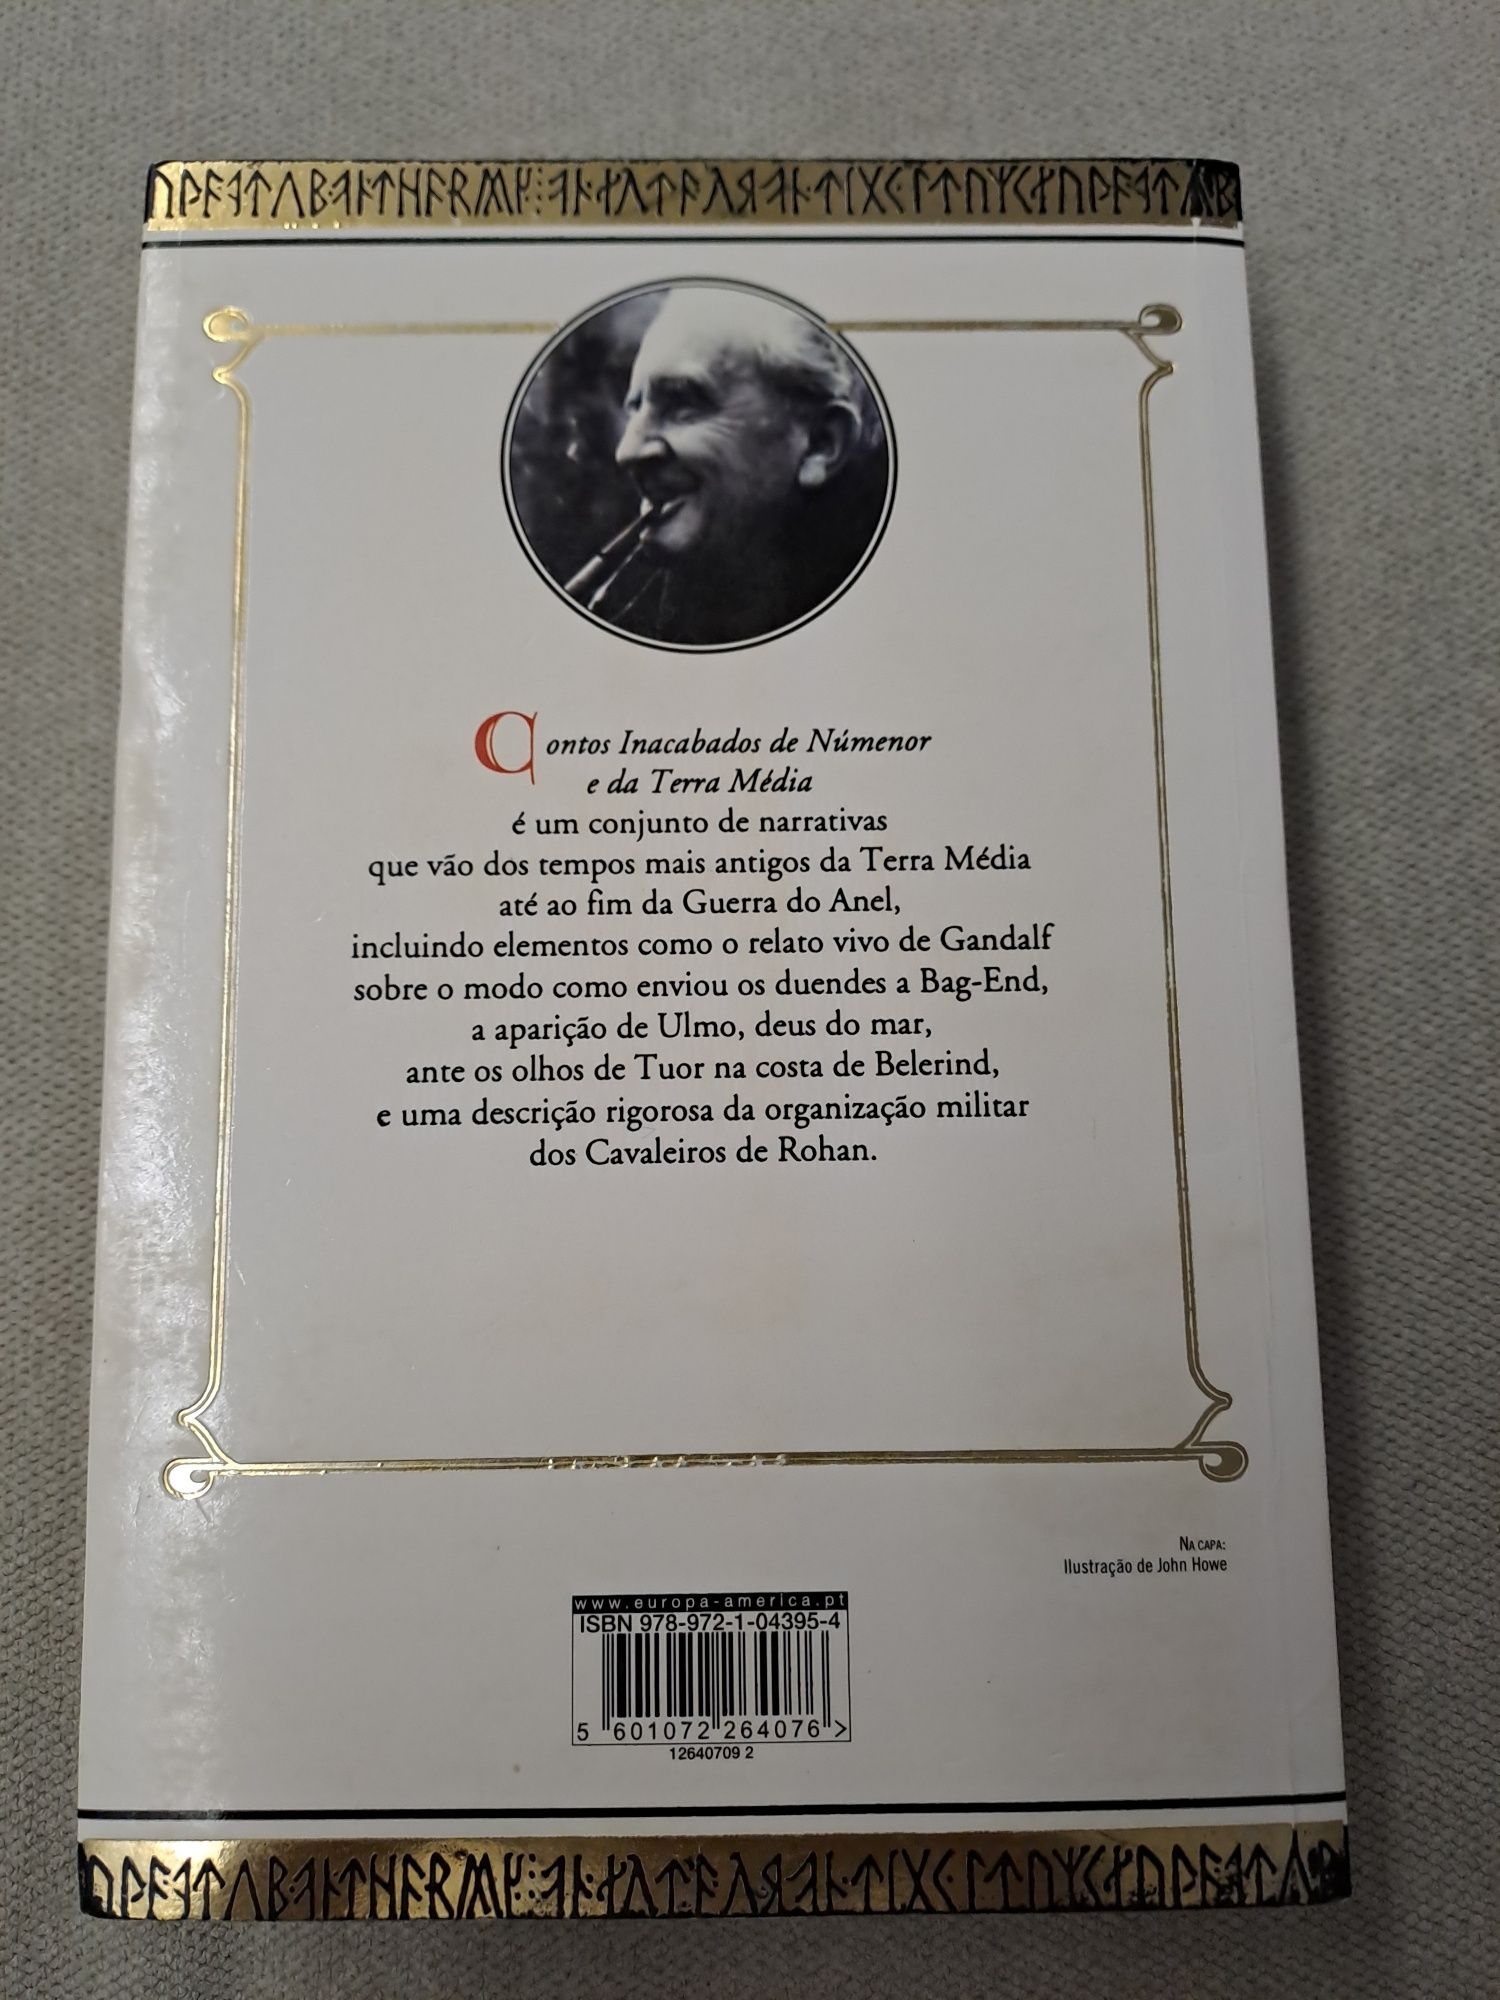 Contos Inacabados de Númenor
e da Terra Média
é um conjunto de narrativas
que vão dos tempos mais antigos da Terra Média
até ao fim da Guerra do Anel,
incluindo elementos como o relato vivo de Gandalf
sobre o modo como enviou os duendes a Bag-End,
a aparição de Ulmo, deus do mar,
ante os olhos de Tuor na costa de Belerind,
e uma descrição rigorosa da organização militar
dos Cavaleiros de Rohan.
NA CAPA:
Ilustração de John Howe
www.europa-america.pt
ISBN 978-972-1-04395-4
5 601072 264076 >
12640709 2